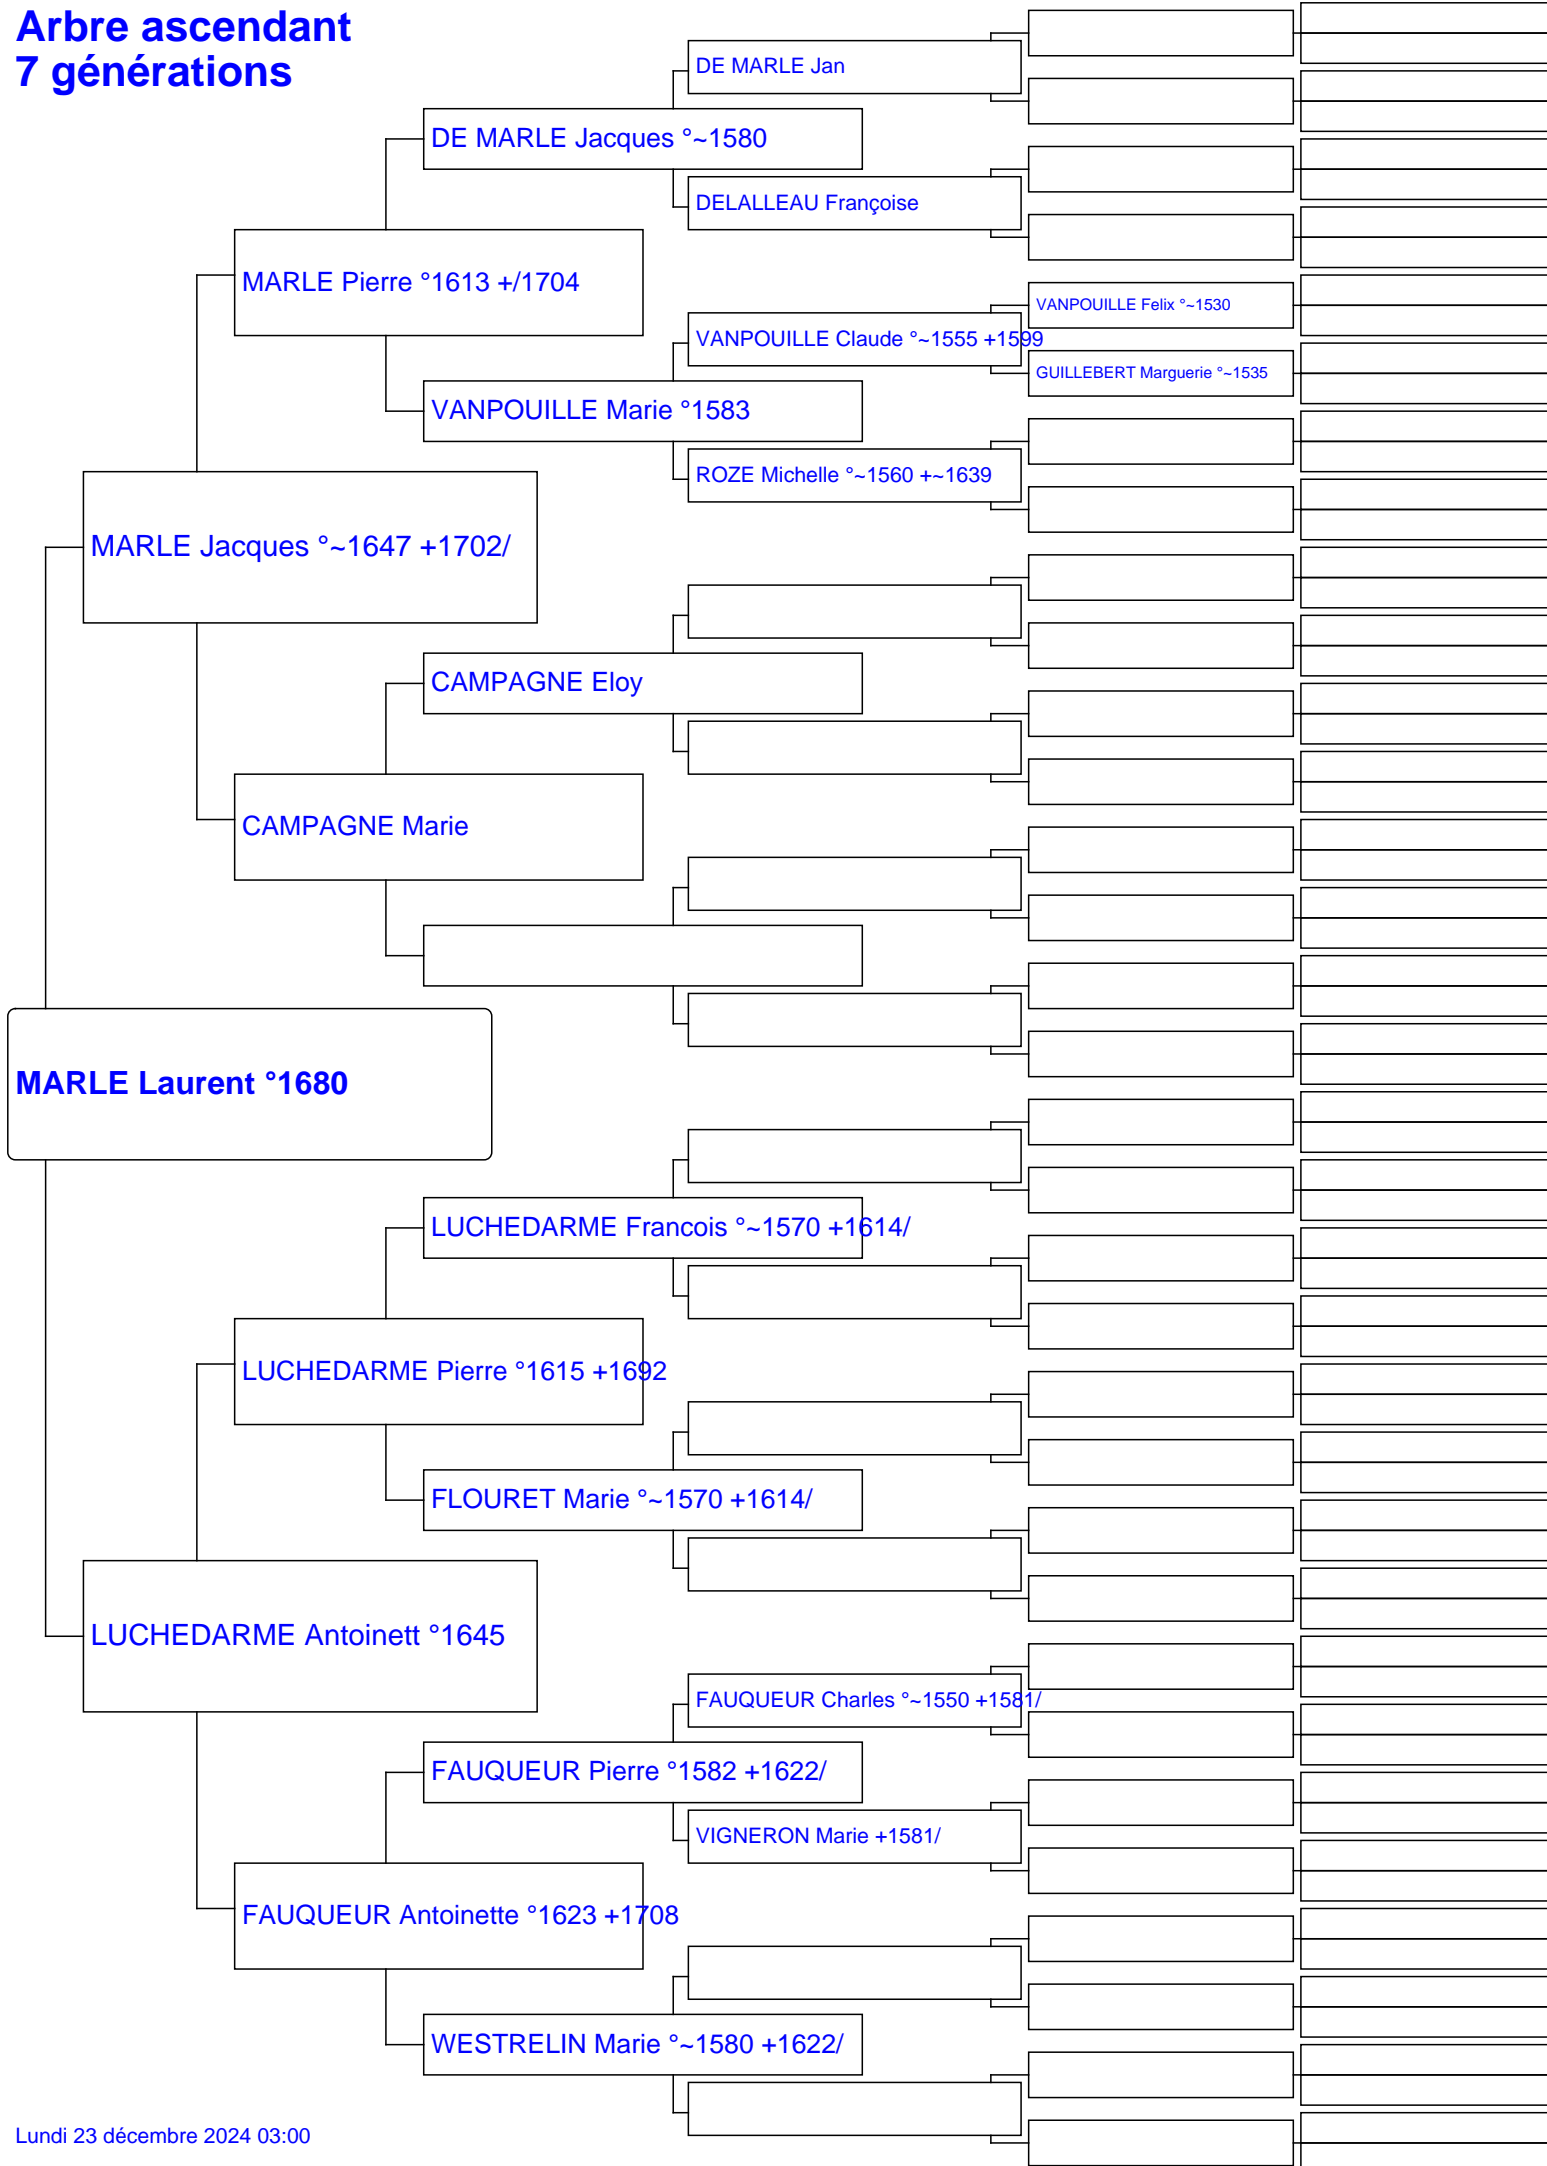 Arbre ascendant
7 générations
DE MARLE Jan
DE MARLE Jacques °~1580
DELALLEAU Françoise
MARLE Pierre °1613 +/1704
VANPOUILLE Felix °~1530
VANPOUILLE Claude °~1555 +1599
GUILLEBERT Marguerie °~1535
VANPOUILLE Marie °1583
ROZE Michelle °~1560 +~1639
MARLE Jacques °~1647 +1702/
CAMPAGNE Eloy
CAMPAGNE Marie
MARLE Laurent °1680
LUCHEDARME Francois °~1570 +1614/
LUCHEDARME Pierre °1615 +1692
FLOURET Marie °~1570 +1614/
LUCHEDARME Antoinett °1645
FAUQUEUR Charles °~1550 +1581/
FAUQUEUR Pierre °1582 +1622/
VIGNERON Marie +1581/
FAUQUEUR Antoinette °1623 +1708
WESTRELIN Marie °~1580 +1622/
Lundi 23 décembre 2024 03:00